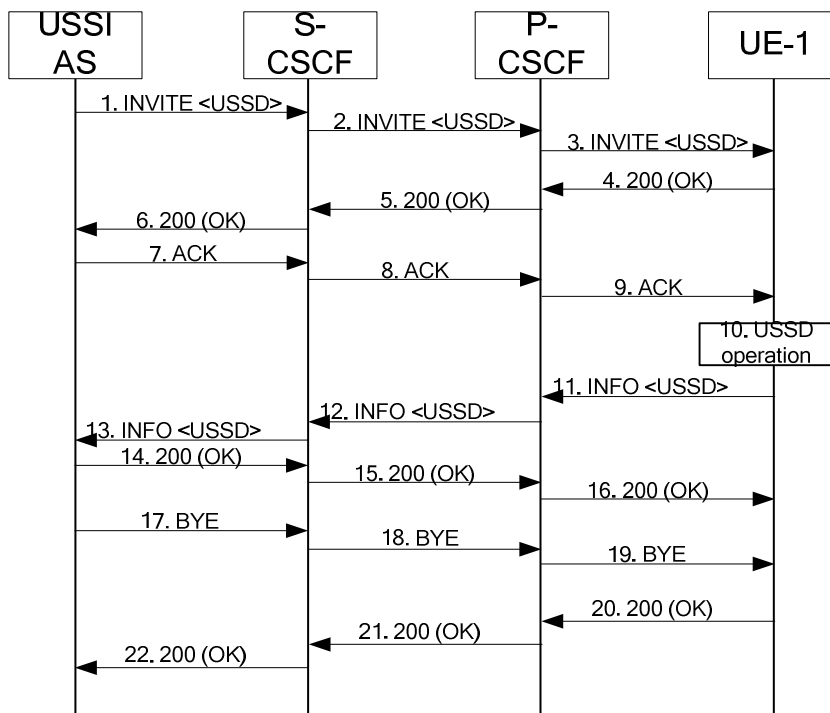 USSI
AS
S-
CSCF
P-
CSCF
UE-1
1. INVITE <USSD>
2. INVITE <USSD>
3. INVITE <USSD>
4. 200 (OK)
5. 200 (OK)
6. 200 (OK)
7. ACK
8. ACK
9. ACK
10. USSD
operation
11. INFO <USSD>
12. INFO <USSD>
13. INFO <USSD>
14. 200 (OK)
15. 200 (OK)
16. 200 (OK)
17. BYE
18. BYE
19. BYE
20. 200 (OK)
21. 200 (OK)
22. 200 (OK)